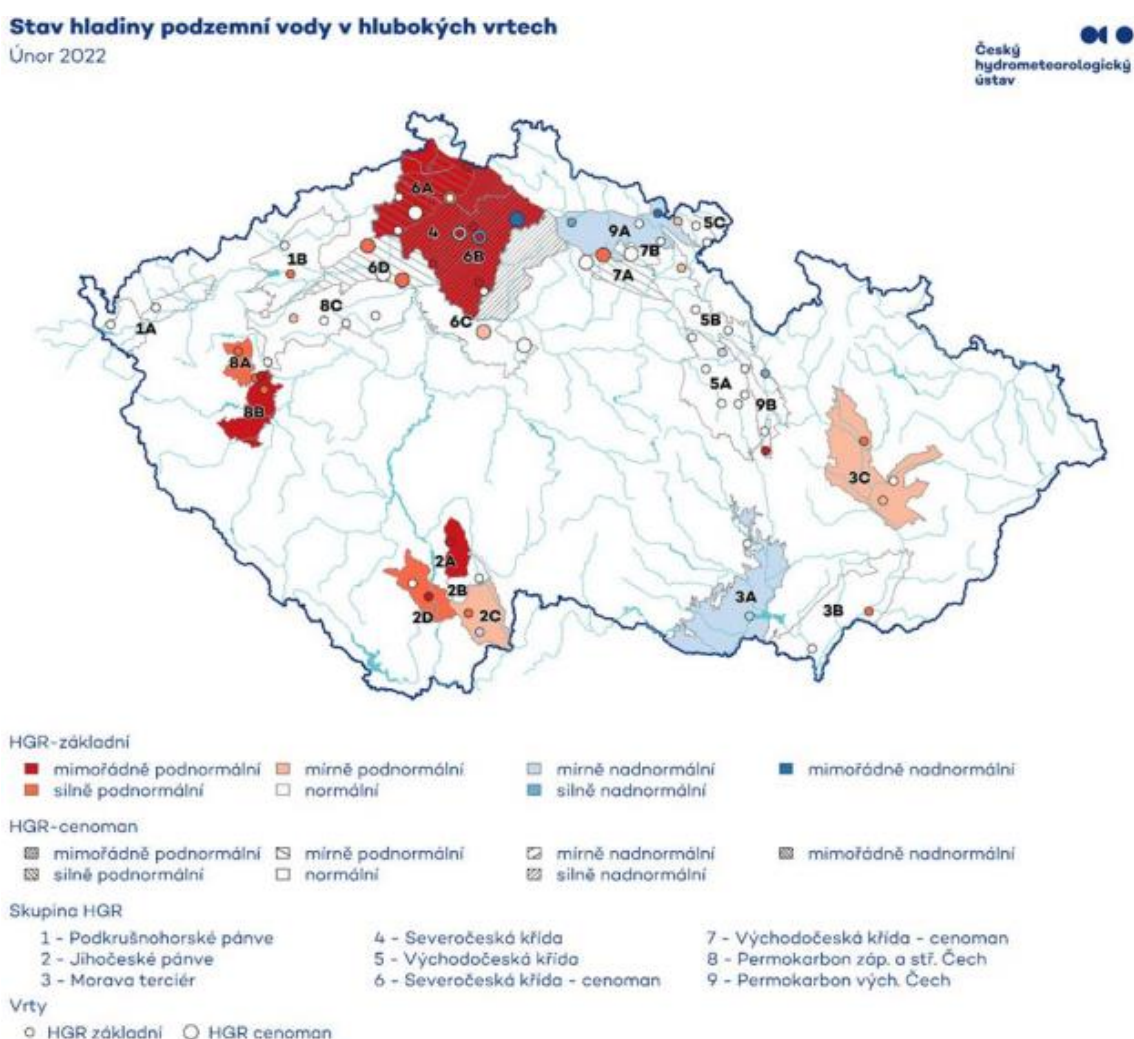 Stav hladiny podzemní vody v hlubokých vrtech
Únor 2022
Český
hydrometeorologický
ústav
6A
5C
4
9A
7B
6B
1B
6D
7A
8C
1A
6C
5B
8A
5A
8B
9B
3C
2A
2B
3A
3B
2D
2C
HGR-základní
mimořádně podnormální
mírně podnormální
mírně nadnormální
mimořádně nadnormální
silně podnormální
normální
silně nadnormální
HGR-cenoman
mimořádně podnormální
mírně podnormální
mírně nadnormální
mimořádně nadnormální
silně podnormální
normální
silně nadnormální
Skupina HGR
1 - Podkrušnohorské pánve
4 - Severočeská křída
7 - Východočeská křída - cenoman
2 - Jihočeské pánve
5 - Východočeská křída
8 - Permokarbon záp. a stř. Čech
3 - Morava terciér
6 - Severočeská křída - cenoman
9 - Permokarbon vých. Čech
Vrty
HGR základní
HGR cenoman